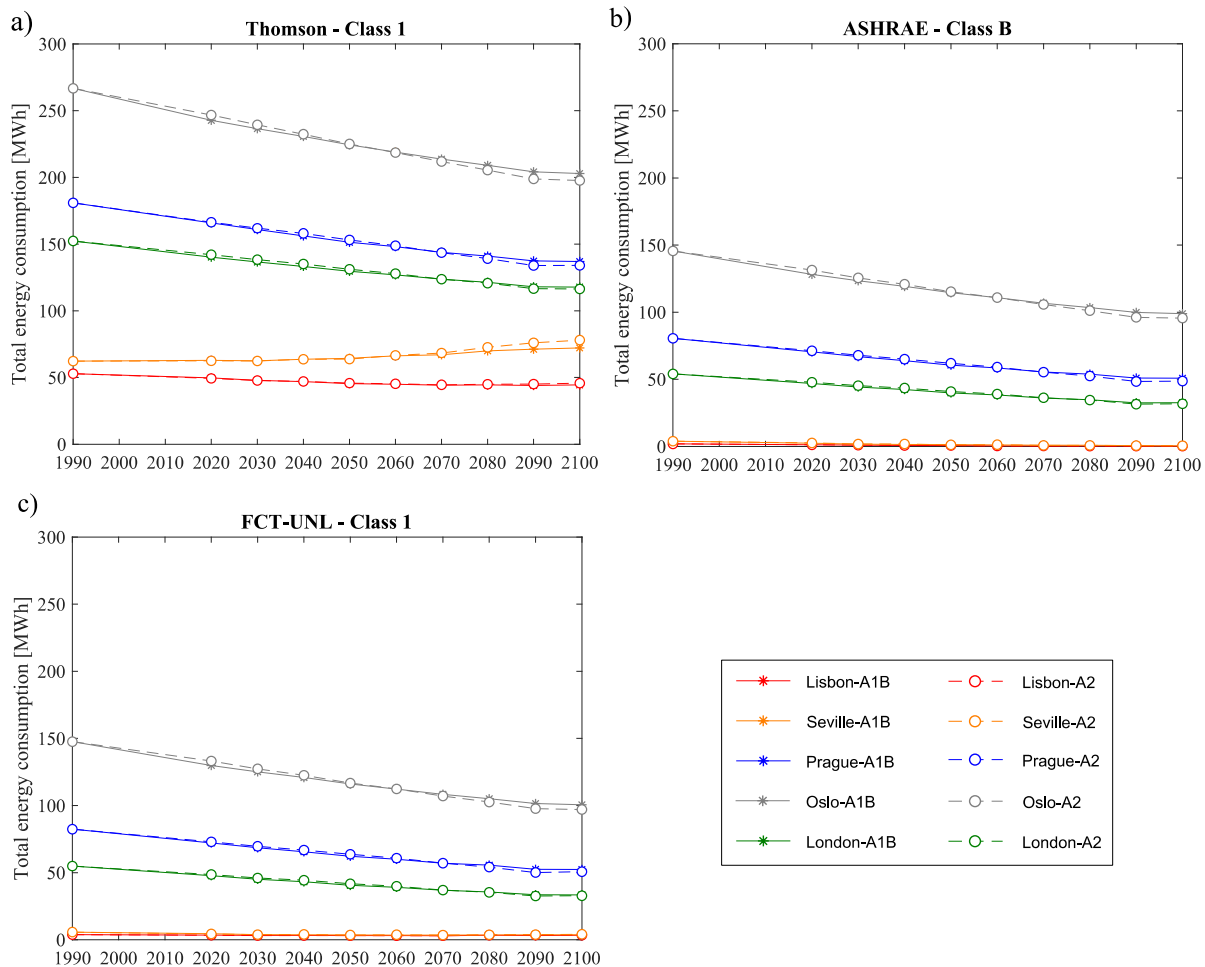 a)
Thomson - Class 1
Total energy consumption [MWh]
300
250
200
150
100
50
0
1990 2000 2010 2020 2030 2040 2050 2060 2070 2080 2090 2100
b)
ASHRAE - Class B
Total energy consumption [MWh]
300
250
200
150
100
50
0
1990 2000 2010 2020 2030 2040 2050 2060 2070 2080 2090 2100
c)
FCT-UNL - Class 1
Total energy consumption [MWh]
300
250
200
150
100
50
0
1990 2000 2010 2020 2030 2040 2050 2060 2070 2080 2090 2100
Lisbon-A1B Lisbon-A2
Seville-A1B Seville-A2
Prague-A1B Prague-A2
Oslo-A1B Oslo-A2
London-A1B London-A2